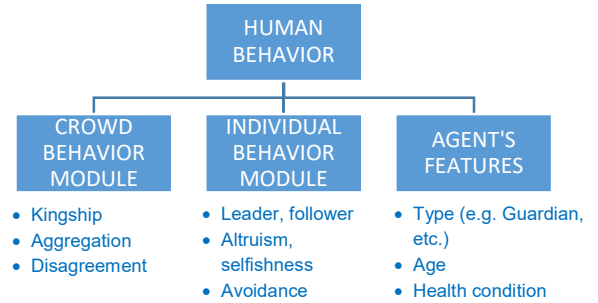 HUMAN
BEHAVIOR
CROWD
BEHAVIOR
MODULE
• Kingship
• Aggregation
• Disagreement
INDIVIDUAL
BEHAVIOR
MODULE
• Leader, follower
• Altruism,
selfishness
• Avoidance
AGENT'S
FEATURES
• Type (e.g. Guardian,
etc.)
• Age
• Health condition